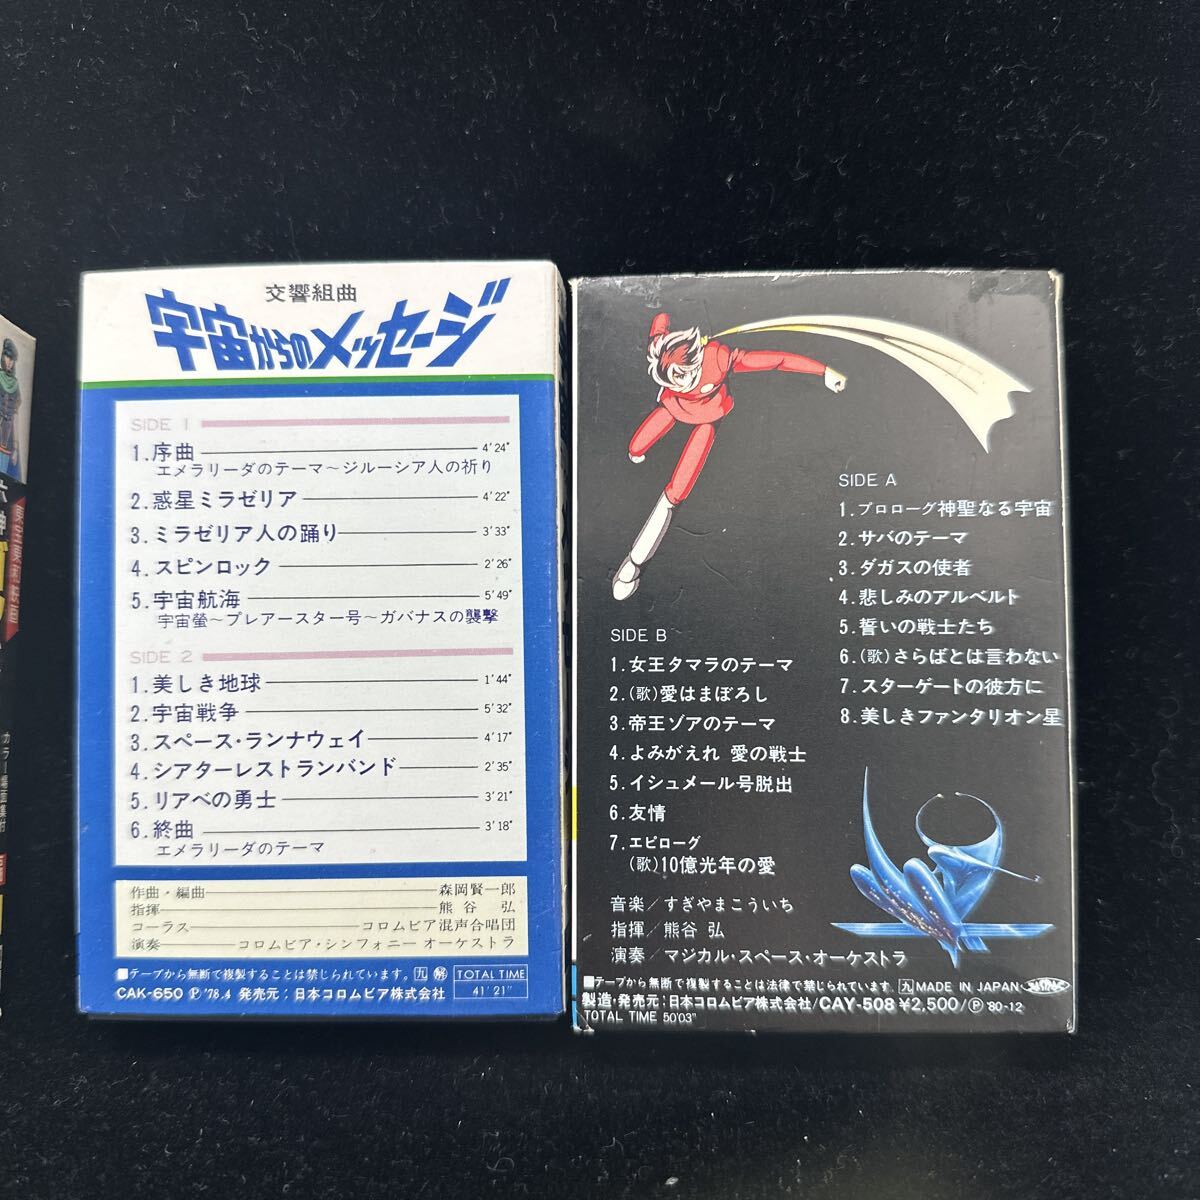 交響組曲
宇宙からのメッセージ
SIDE 1
1.序曲 4'24"
エメラリーダのテーマ～ジルーシア人の祈り
2.惑星ミラゼリア 4'22"
3.ミラゼリア人の踊り 3'33"
4.スピンロック 2'26"
5.宇宙航海 5'49"
宇宙螢～プレアースター号～ガバナスの襲撃
SIDE 2
1.美しき地球 1'44"
2.宇宙戦争 5'32"
3.スペース・ランナウェイ 4'17"
4.シアターレストランバンド 2'35"
5.リアベの勇士 3'21"
6.終曲 3'18"
エメラリーダのテーマ
作曲・編曲 森岡賢一郎
指揮 熊谷 弘
コーラス コロムビア混声合唱団
演奏 コロムビア・シンフォニー オーケストラ
■テープから無断で複製することは禁じられています。九 解
CAK-650 Ⓟ'78.4 発売元:日本コロムビア株式会社
TOTAL TIME
41'21"
SIDE A
1.プロローグ神聖なる宇宙
2.サバのテーマ
3.ダガスの使者
4.悲しみのアルベルト
5.誓いの戦士たち
6.(歌)さらばとは言わない
7.スターゲートの彼方に
8.美しきファンタリオン星
SIDE B
1.女王タマラのテーマ
2.(歌)愛はまぼろし
3.帝王ゾアのテーマ
4.よみがえれ 愛の戦士
5.イシュメール号脱出
6.友情
7.エピローグ
(歌)10億光年の愛
音楽/すぎやまこういち
指揮/熊谷 弘
演奏/マジカル・スペース・オーケストラ
■テープから無断で複製することは法律で禁じられています。九 MADE IN JAPAN
製造・発売元:日本コロムビア株式会社/CAY-508 ¥2,500/Ⓟ'80-12
TOTAL TIME 50'03"